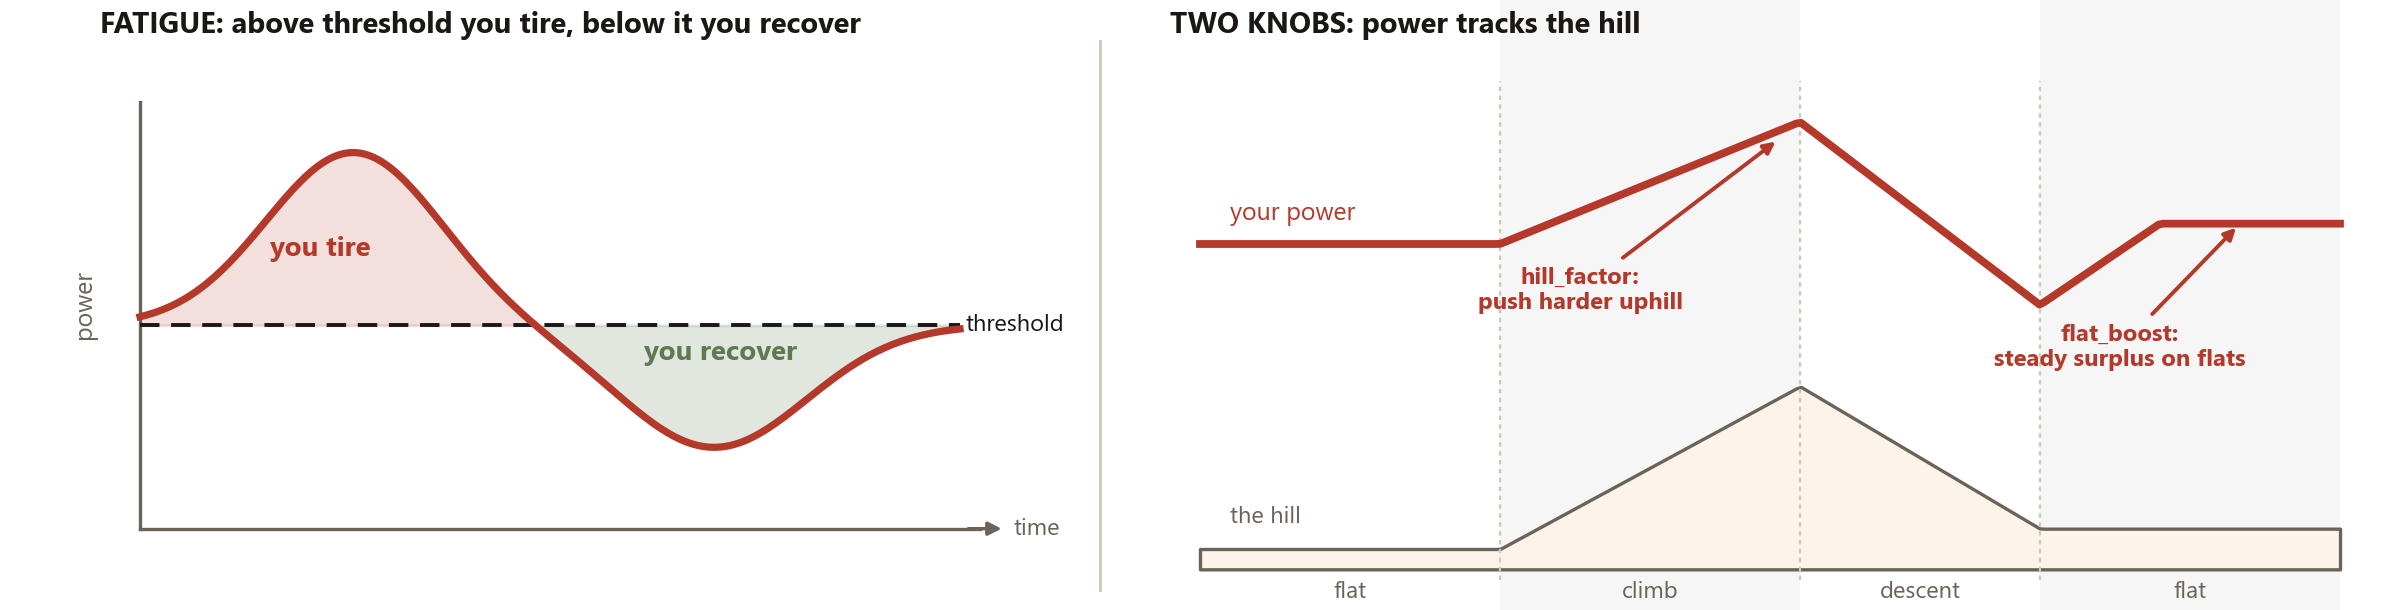 FATIGUE: above threshold you tire, below it you recover
power
you tire
you recover
threshold
time
TWO KNOBS: power tracks the hill
your power
hill_factor:
push harder uphill
flat_boost:
steady surplus on flats
the hill
flat
climb
descent
flat